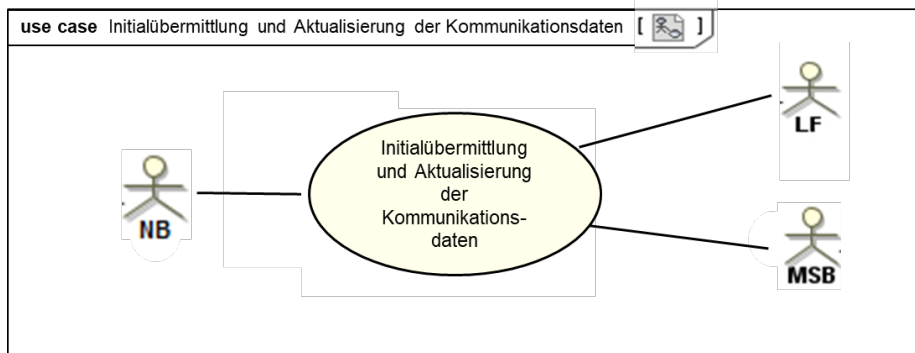 use case Initialübermittlung und Aktualisierung der Kommunikationsdaten [ ]
LF
Initialübermittlung
und Aktualisierung
der
Kommunikations-
daten
NB
MSB